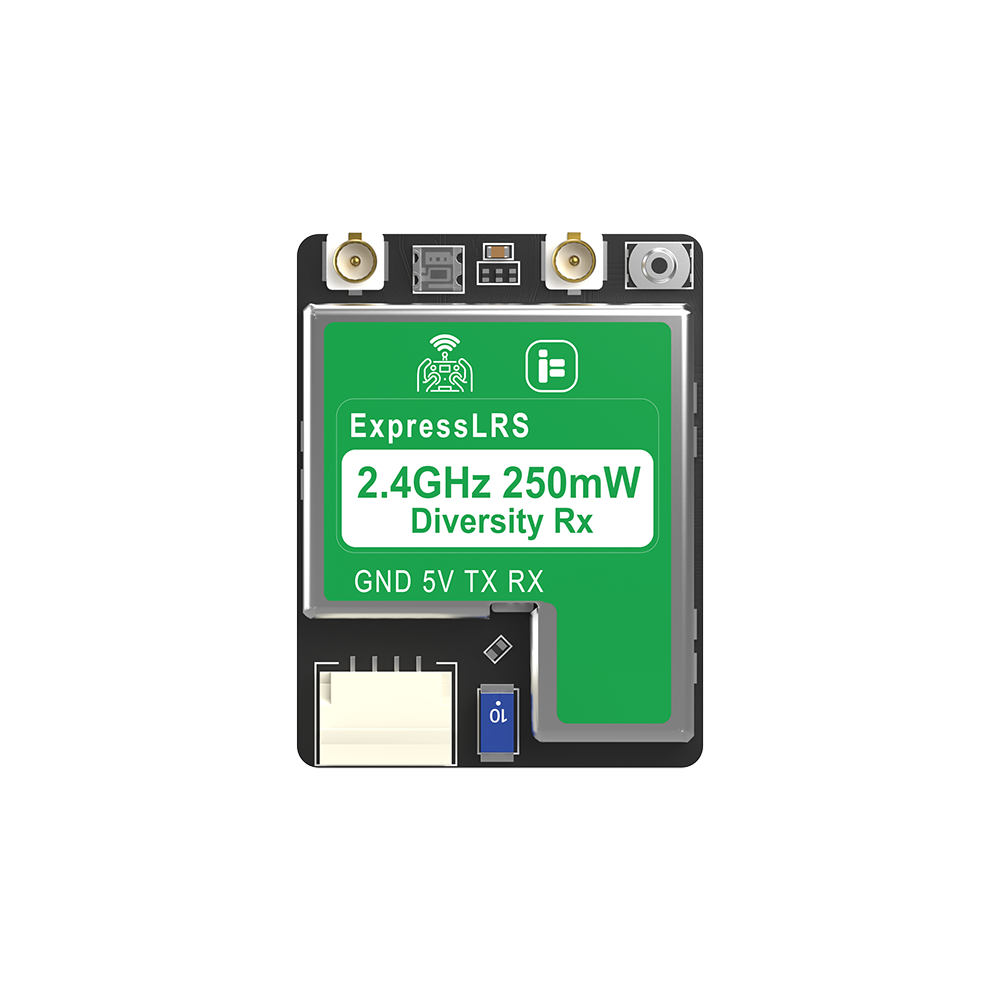 ExpressLRS
2.4GHz 250mW
Diversity Rx
GND 5V TX RX
10